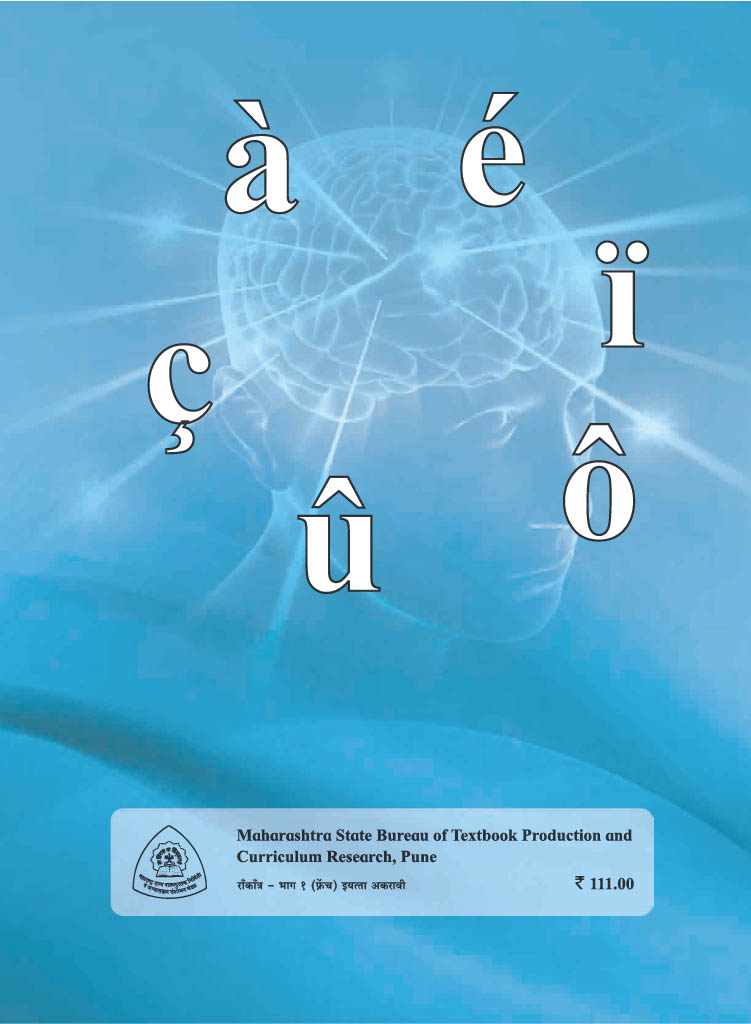 à é
ï
ç
ô
û
Maharashtra State Bureau of Textbook Production and
Curriculum Research, Pune
राँकाँत्र - भाग १ (फ्रेंच) इयत्ता अकरावी ₹ 111.00